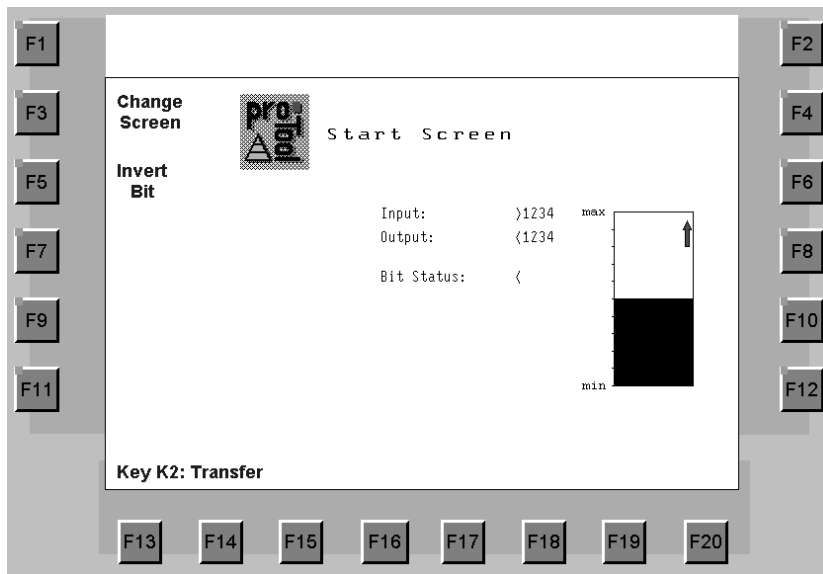 F1
F2
F3
Change
Screen
pro
Tool
Start Screen
F4
F5
Invert
Bit
F6
Input: >1234
max
Output: <1234
F7
F8
Bit Status: <
F9
F10
F11
min
F12
Key K2: Transfer
F13 F14 F15 F16 F17 F18 F19 F20